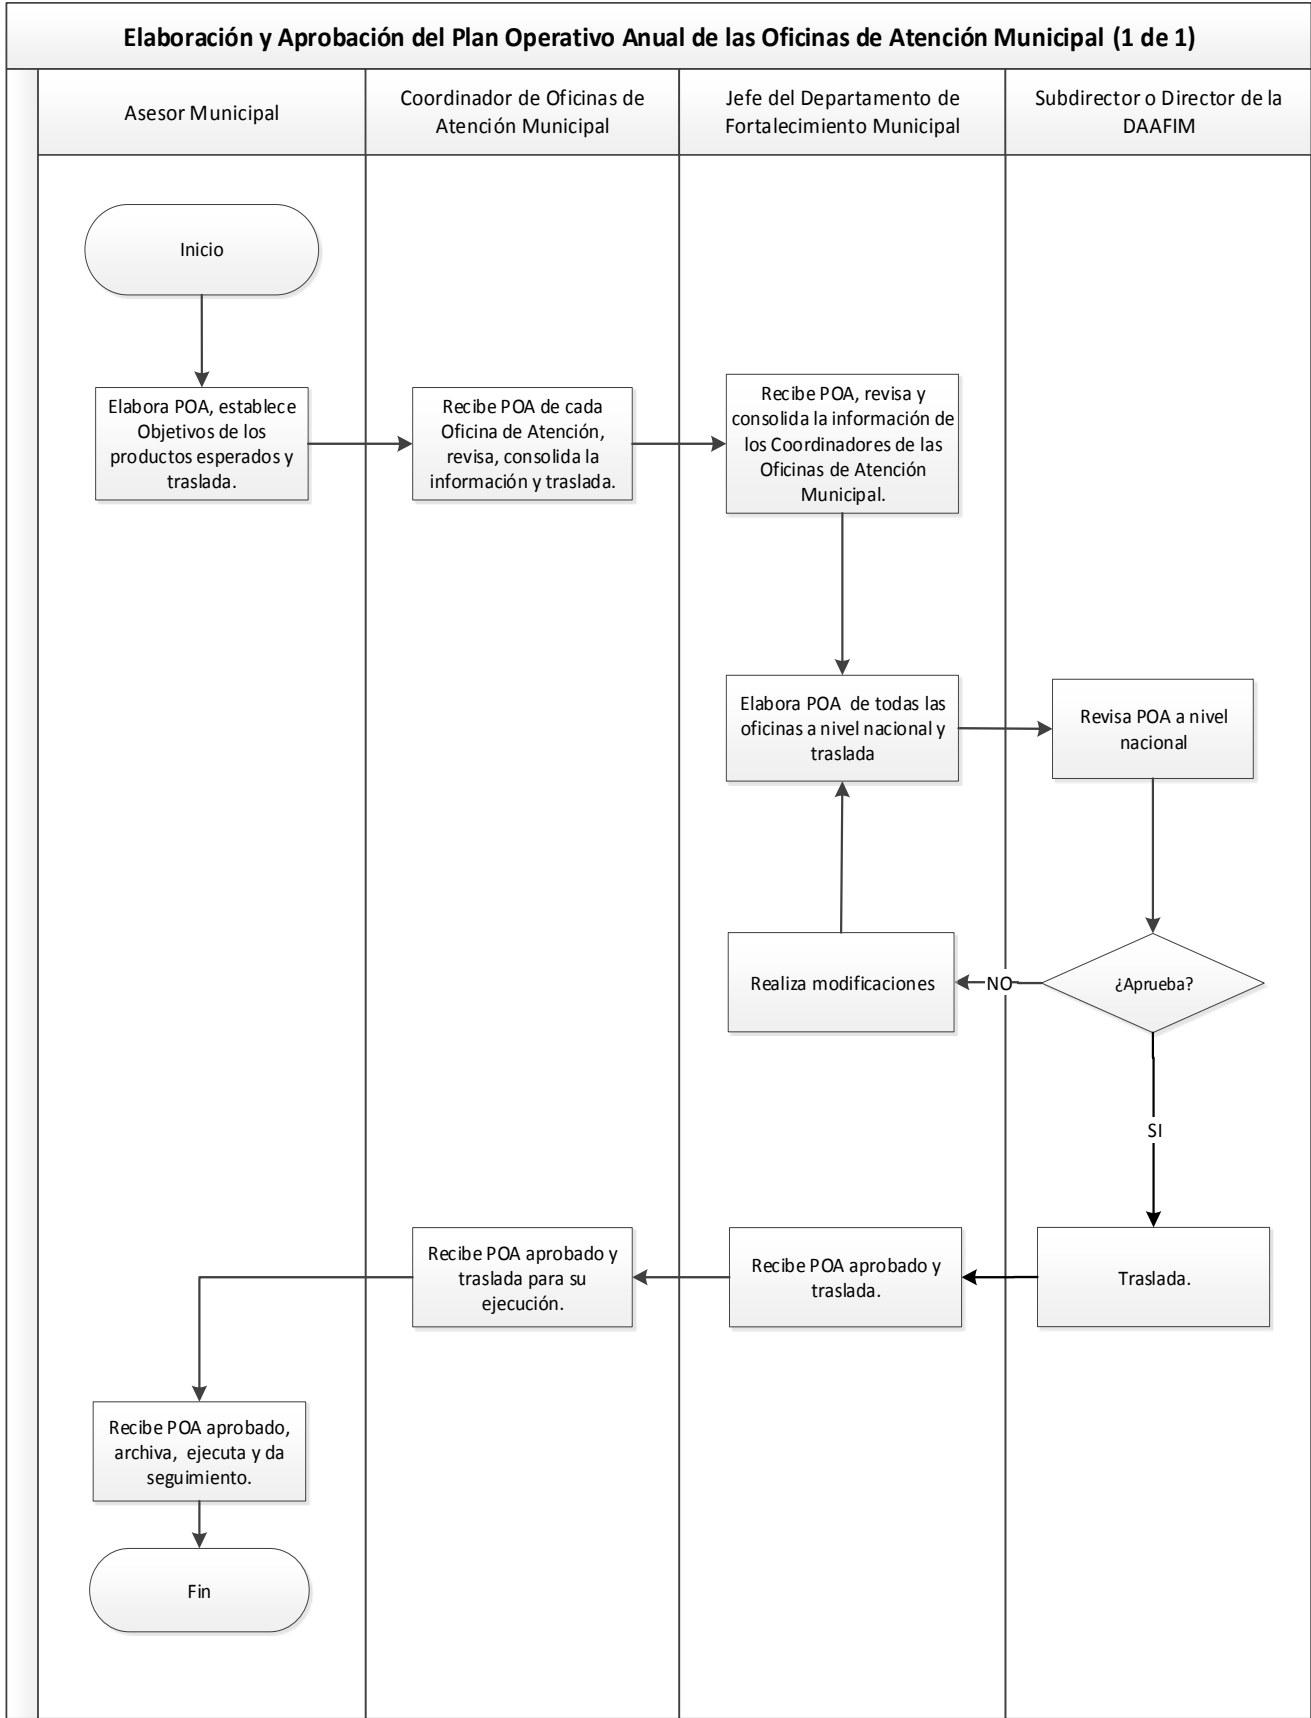 Elaboración y Aprobación del Plan Operativo Anual de las Oficinas de Atención Municipal (1 de 1)
Asesor Municipal
Coordinador de Oficinas de
Atención Municipal
Jefe del Departamento de
Fortalecimiento Municipal
Subdirector o Director de la
DAAFIM
Inicio
Elabora POA, establece
Objetivos de los
productos esperados y
traslada.
Recibe POA de cada
Oficina de Atención,
revisa, consolida la
información y traslada.
Recibe POA, revisa y
consolida la información de
los Coordinadores de las
Oficinas de Atención
Municipal.
Elabora POA de todas las
oficinas a nivel nacional y
traslada
Revisa POA a nivel
nacional
¿Aprueba?
NO
Realiza modificaciones
SI
Traslada.
Recibe POA aprobado y
traslada.
Recibe POA aprobado y
traslada para su
ejecución.
Recibe POA aprobado,
archiva, ejecuta y da
seguimiento.
Fin